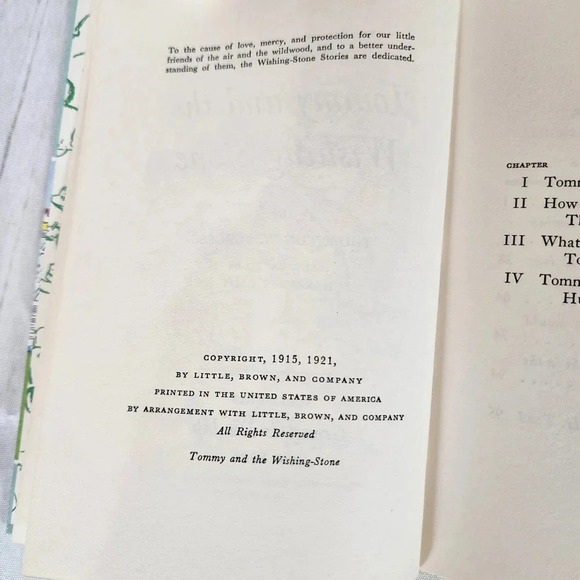 To the cause of love, mercy, and protection for our little
friends of the air and the wildwood, and to a better under-
standing of them, the Wishing-Stone Stories are dedicated.
COPYRIGHT, 1915, 1921,
BY LITTLE, BROWN, AND COMPANY
PRINTED IN THE UNITED STATES OF AMERICA
BY ARRANGEMENT WITH LITTLE, BROWN, AND COMPANY
All Rights Reserved
Tommy and the Wishing-Stone
CHAPTER
I
II How
III What
IV